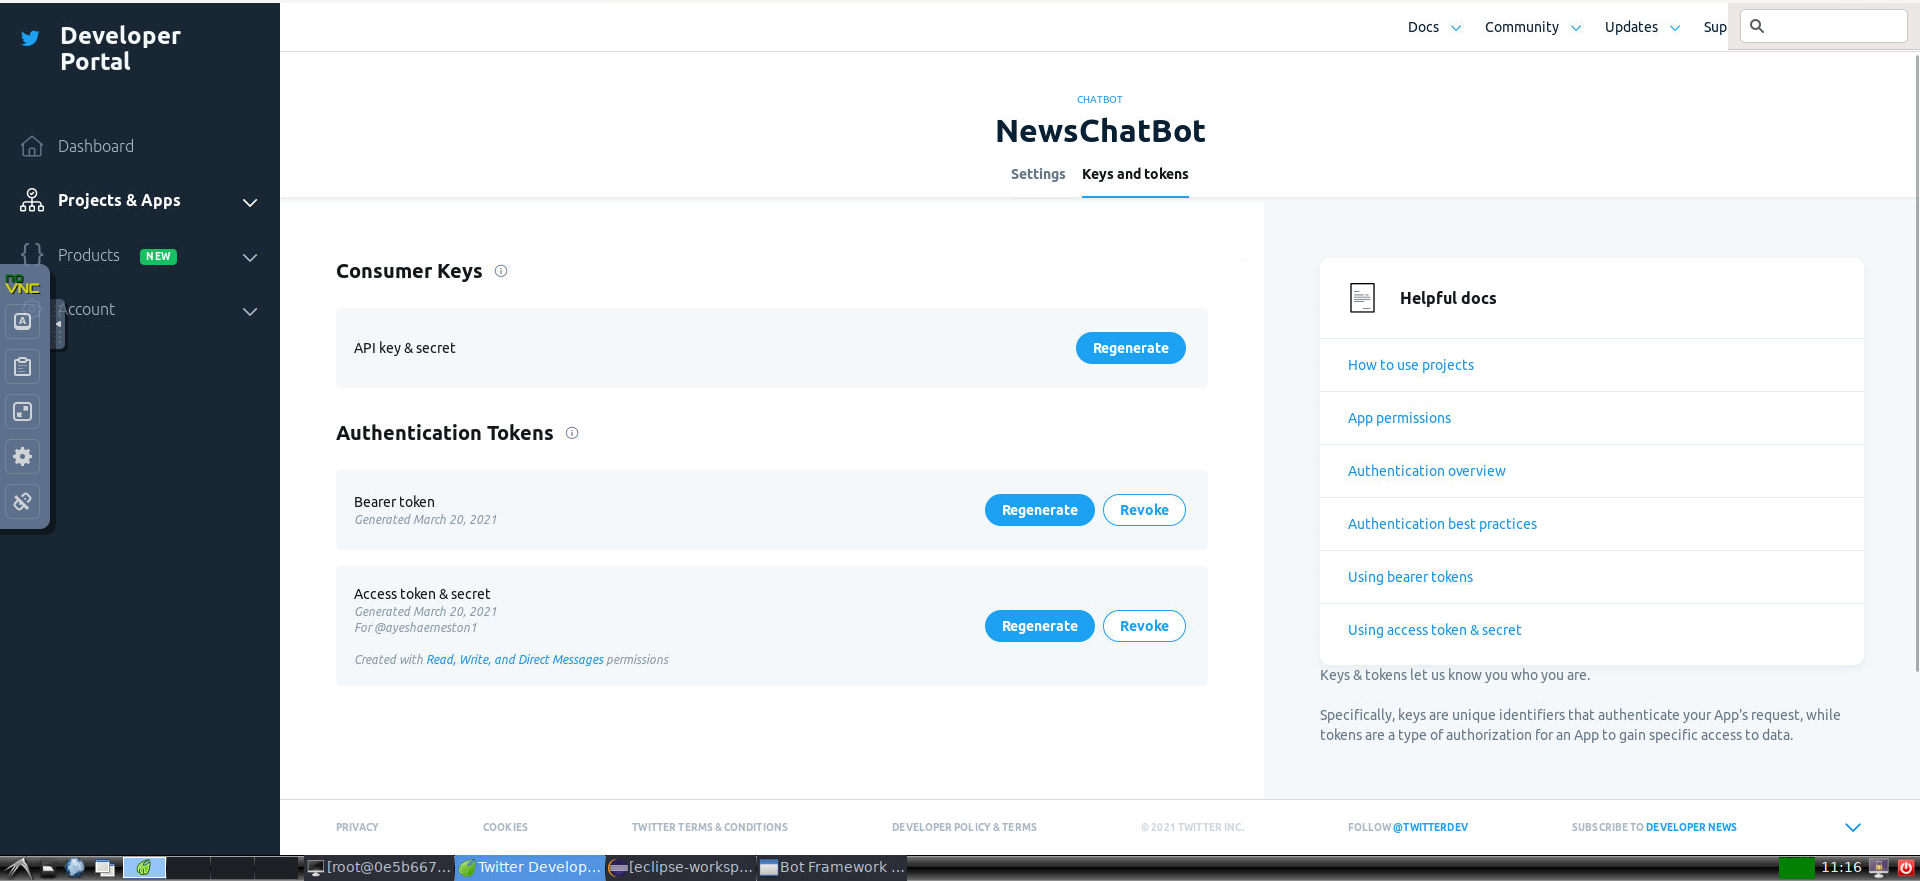 Developer
Portal
Docs
Community
Updates
Sup
Dashboard
Projects & Apps
Products
NEW
Account
no
VNC
A
CHATBOT
NewsChatBot
Settings
Keys and tokens
Consumer Keys
API key & secret
Regenerate
Authentication Tokens
Bearer token
Generated March 20, 2021
Regenerate
Revoke
Access token & secret
Generated March 20, 2021
For @ayeshaerneston1
Created with Read, Write, and Direct Messages permissions
Regenerate
Revoke
Helpful docs
How to use projects
App permissions
Authentication overview
Authentication best practices
Using bearer tokens
Using access token & secret
Keys & tokens let us know you who you are.
Specifically, keys are unique identifiers that authenticate your App's request, while
tokens are a type of authorization for an App to gain specific access to data.
PRIVACY
COOKIES
TWITTER TERMS & CONDITIONS
DEVELOPER POLICY & TERMS
© 2021 TWITTER INC.
FOLLOW @TWITTERDEV
SUBSCRIBE TO DEVELOPER NEWS
[root@0e5b667...
Twitter Develop...
[eclipse-worksp...
Bot Framework ...
11:16